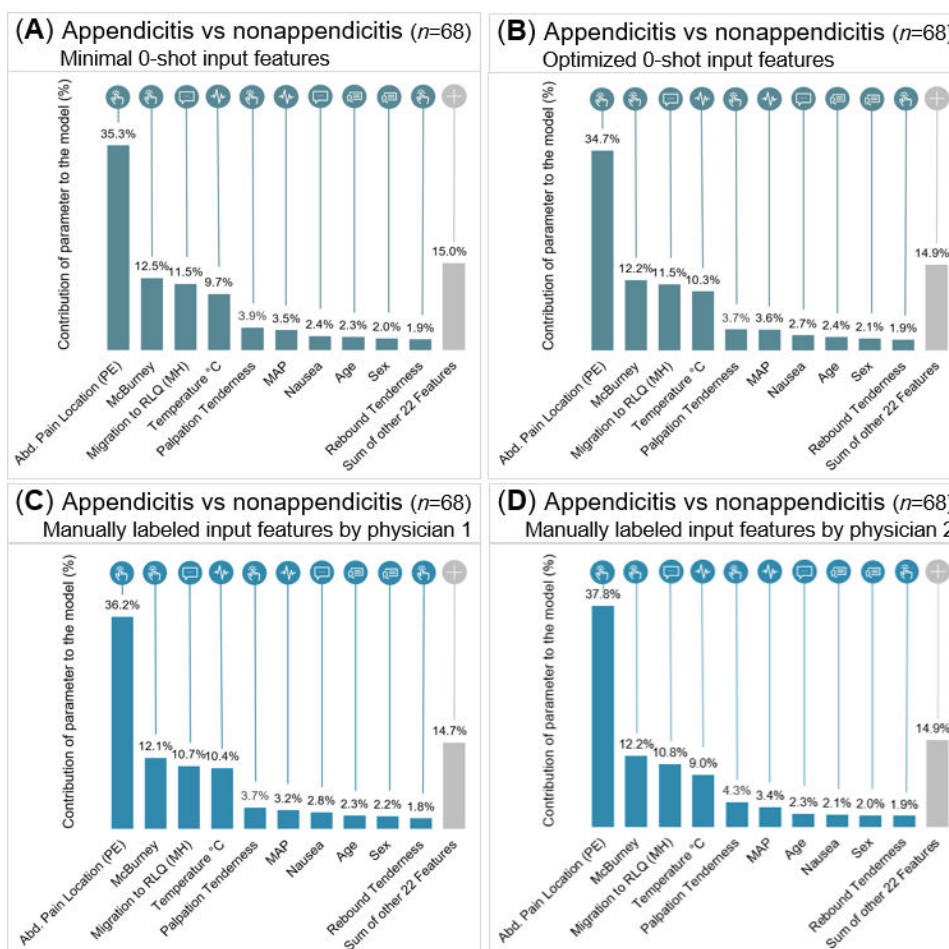 (A) Appendicitis vs nonappendicitis (n=68)
Minimal 0-shot input features
Contribution of parameter to the model (%)
35.3%
12.5%
11.5%
9.7%
3.9%
3.5%
2.4%
2.3%
2.0%
1.9%
15.0%
Abd. Pain Location (PE)
McBurney
Migration to RLQ (MH)
Temperature °C
Palpation Tenderness
MAP
Nausea
Age
Sex
Rebound Tenderness
Sum of other 22 Features
(B) Appendicitis vs nonappendicitis (n=68)
Optimized 0-shot input features
Contribution of parameter to the model (%)
34.7%
12.2%
11.5%
10.3%
3.7%
3.6%
2.7%
2.4%
2.1%
1.9%
14.9%
Abd. Pain Location (PE)
McBurney
Migration to RLQ (MH)
Temperature °C
Palpation Tenderness
MAP
Nausea
Age
Sex
Rebound Tenderness
Sum of other 22 Features
(C) Appendicitis vs nonappendicitis (n=68)
Manually labeled input features by physician 1
Contribution of parameter to the model (%)
36.2%
12.1%
10.7%
10.4%
3.7%
3.2%
2.8%
2.3%
2.2%
1.8%
14.7%
Abd. Pain Location (PE)
McBurney
Migration to RLQ (MH)
Temperature °C
Palpation Tenderness
MAP
Nausea
Age
Sex
Rebound Tenderness
Sum of other 22 Features
(D) Appendicitis vs nonappendicitis (n=68)
Manually labeled input features by physician 2
Contribution of parameter to the model (%)
37.8%
12.2%
10.8%
9.0%
4.3%
3.4%
2.3%
2.1%
2.0%
1.9%
14.9%
Abd. Pain Location (PE)
McBurney
Migration to RLQ (MH)
Temperature °C
Palpation Tenderness
MAP
Age
Nausea
Sex
Rebound Tenderness
Sum of other 22 Features